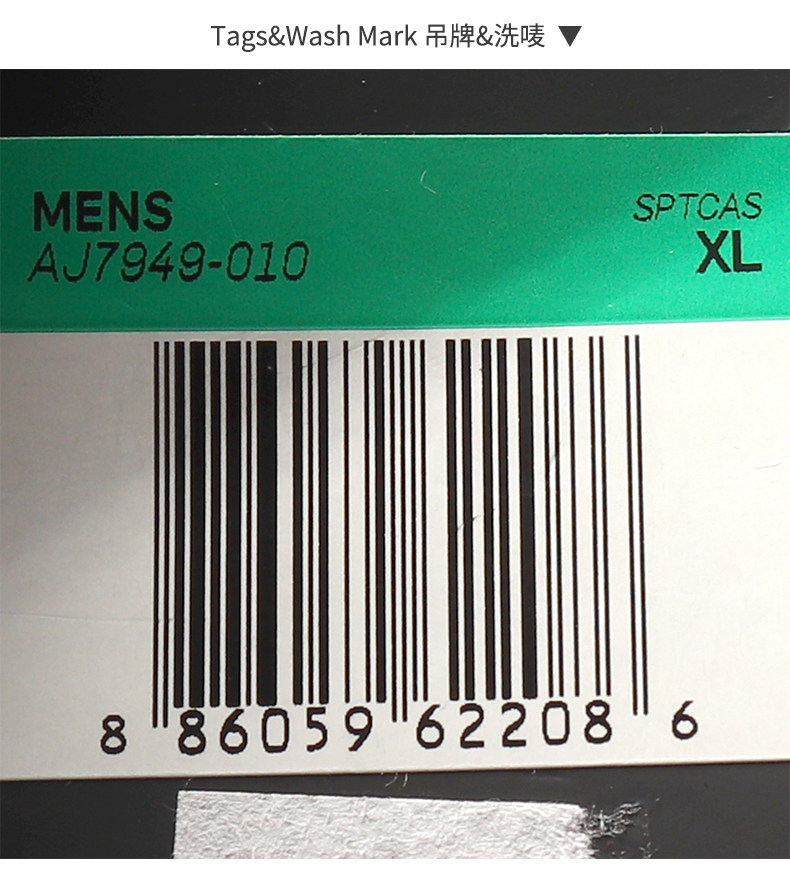 Tags&Wash Mark 吊牌&洗唛 ▼
MENS
AJ7949-010
SPTCAS
XL
8 86059 62208 6